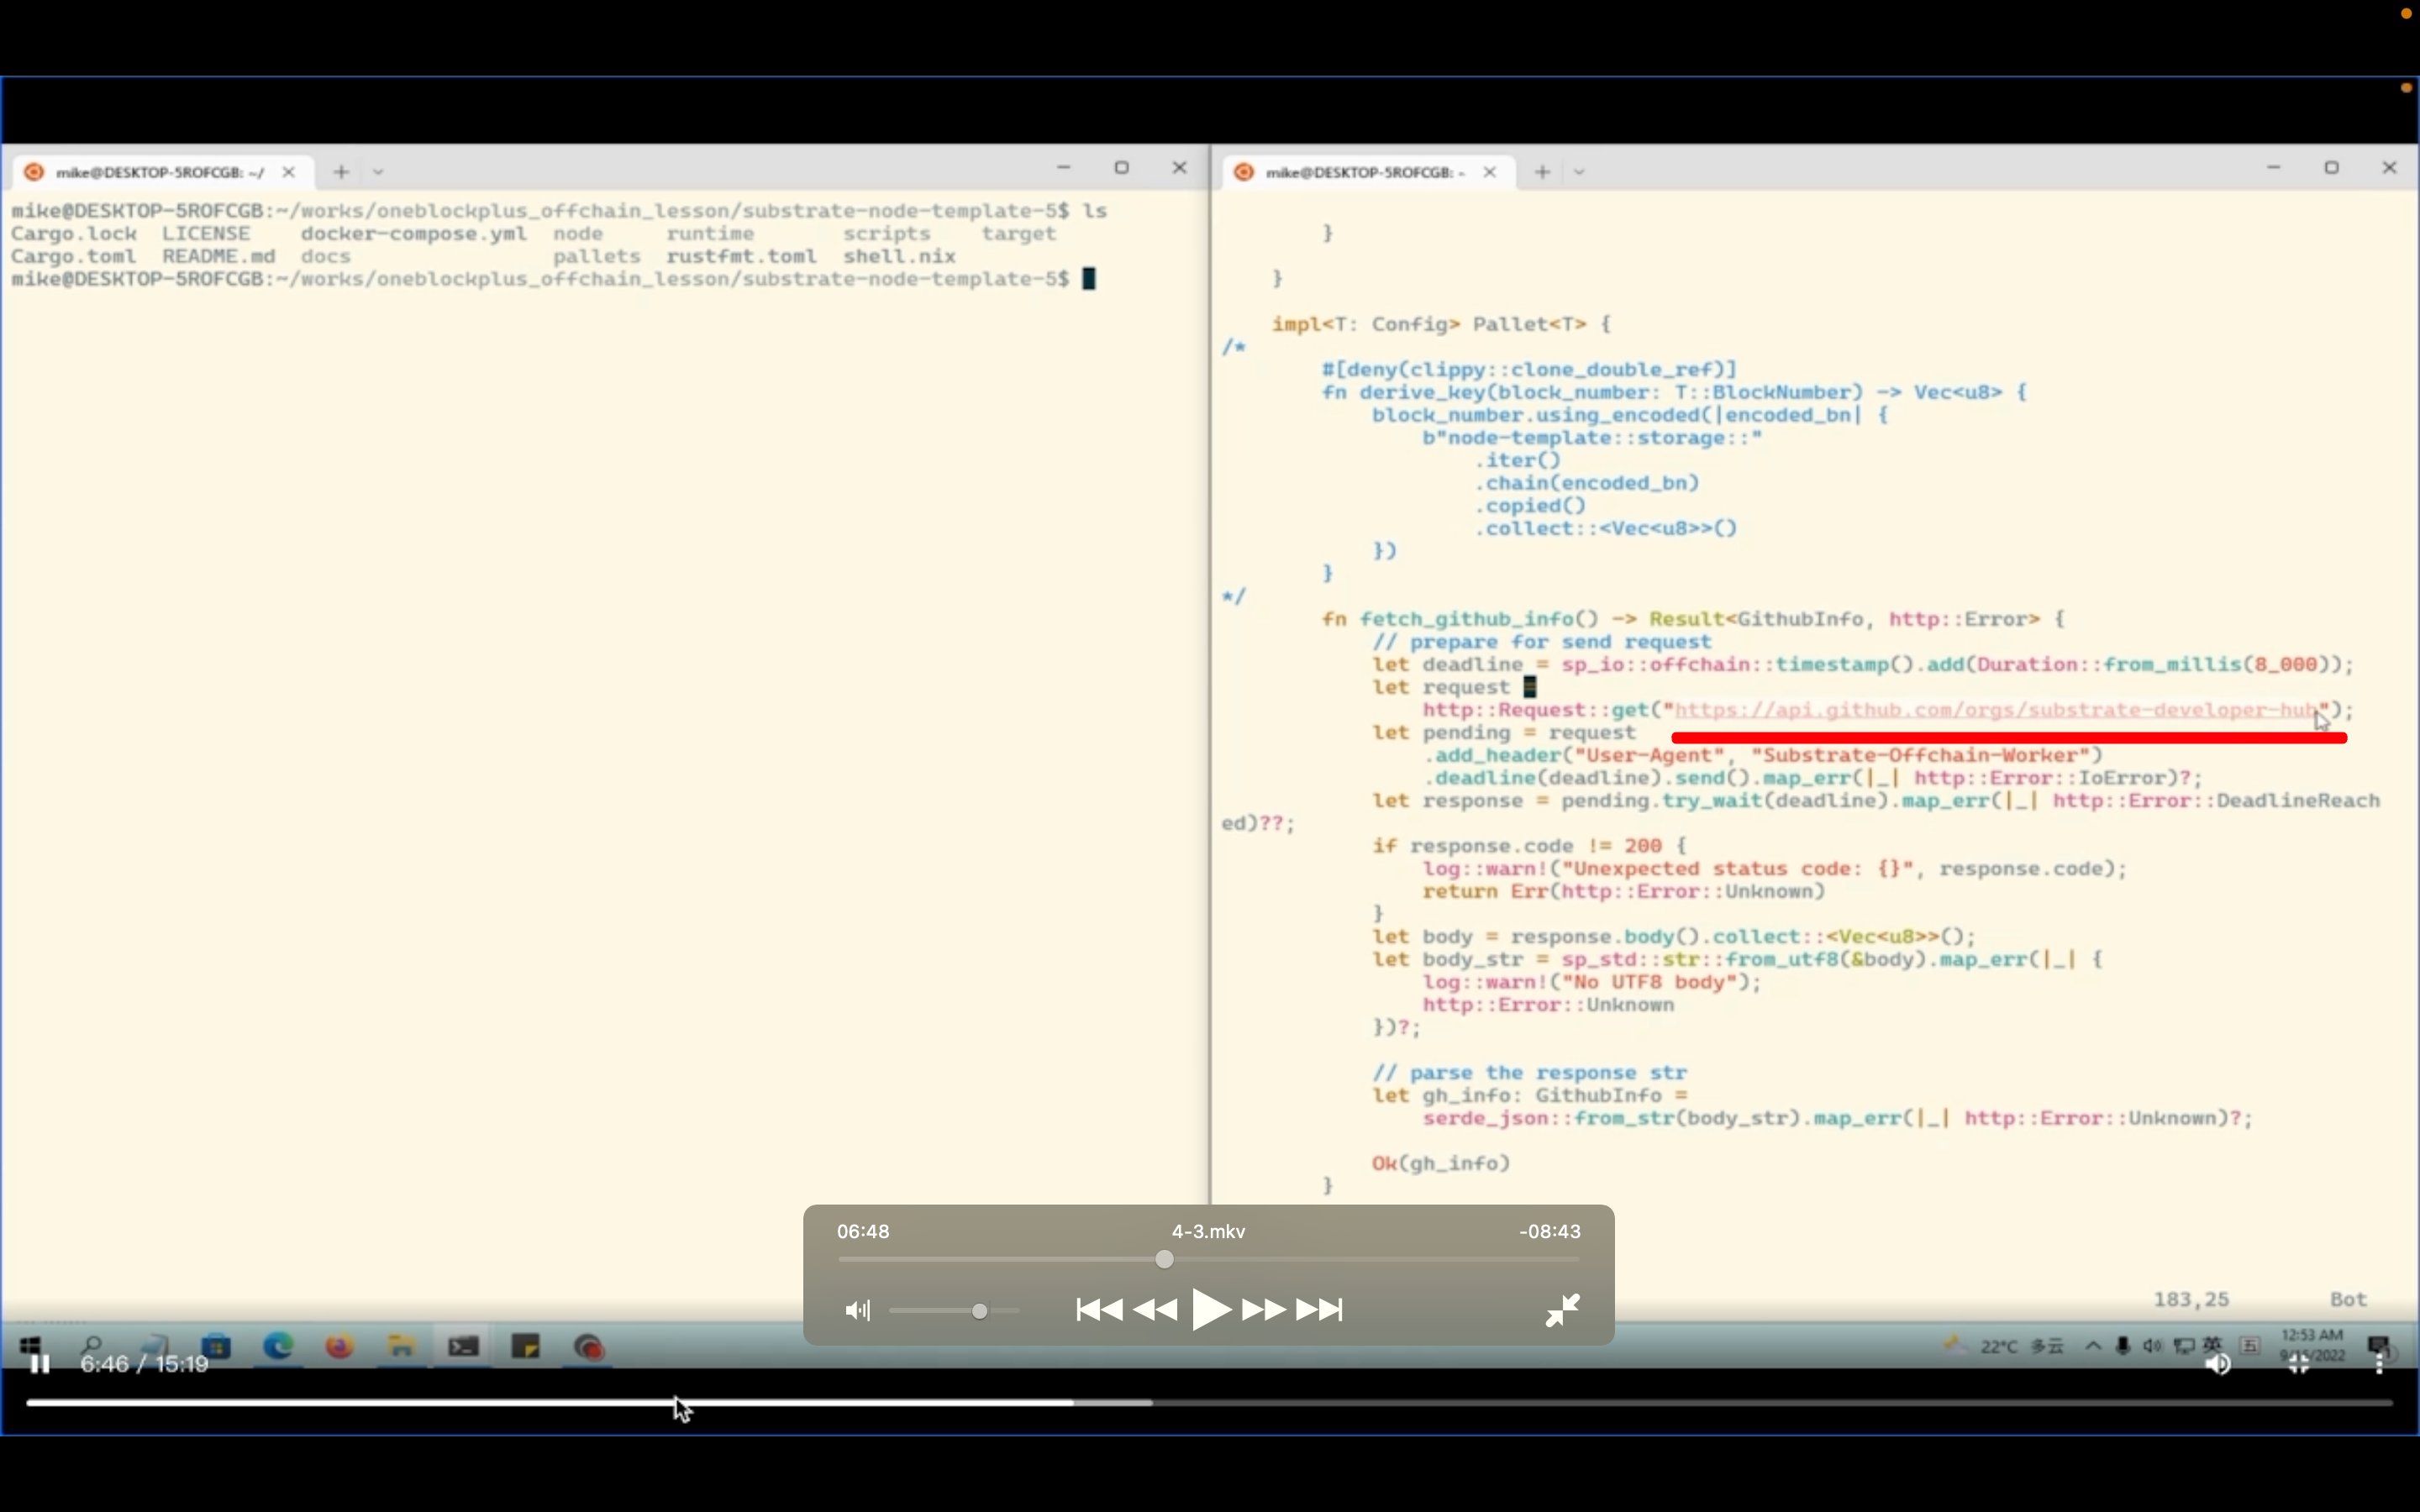 mike@DESKTOP-5ROFCGB: ~/
mike@DESKTOP-5ROFCGB:~/works/oneblockplus_offchain_lesson/substrate-node-template-5$ ls
Cargo.lock  LICENSE    docker-compose.yml  node     runtime       scripts    target
Cargo.toml  README.md  docs                pallets  rustfmt.toml  shell.nix
mike@DESKTOP-5ROFCGB:~/works/oneblockplus_offchain_lesson/substrate-node-template-5$
mike@DESKTOP-5ROFCGB: ~
}
}
impl<T: Config> Pallet<T> {
/*
#[deny(clippy::clone_double_ref)]
fn derive_key(block_number: T::BlockNumber) -> Vec<u8> {
block_number.using_encoded(|encoded_bn| {
b"node-template::storage::"
.iter()
.chain(encoded_bn)
.copied()
.collect::<Vec<u8>>()
})
}
*/
fn fetch_github_info() -> Result<GithubInfo, http::Error> {
// prepare for send request
let deadline = sp_io::offchain::timestamp().add(Duration::from_millis(8_000));
let request =
http::Request::get("https://api.github.com/orgs/substrate-developer-hub");
let pending = request
.add_header("User-Agent", "Substrate-Offchain-Worker")
.deadline(deadline).send().map_err(|_| http::Error::IoError)?;
let response = pending.try_wait(deadline).map_err(|_| http::Error::DeadlineReach
ed)??;
if response.code != 200 {
log::warn!("Unexpected status code: {}", response.code);
return Err(http::Error::Unknown)
}
let body = response.body().collect::<Vec<u8>>();
let body_str = sp_std::str::from_utf8(&body).map_err(|_| {
log::warn!("No UTF8 body");
http::Error::Unknown
})?;
// parse the response str
let gh_info: GithubInfo =
serde_json::from_str(body_str).map_err(|_| http::Error::Unknown)?;
Ok(gh_info)
}
183,25 Bot
06:48 4-3.mkv -08:43
22°C 多云 英 五 12:53 AM
6:46 / 15:19